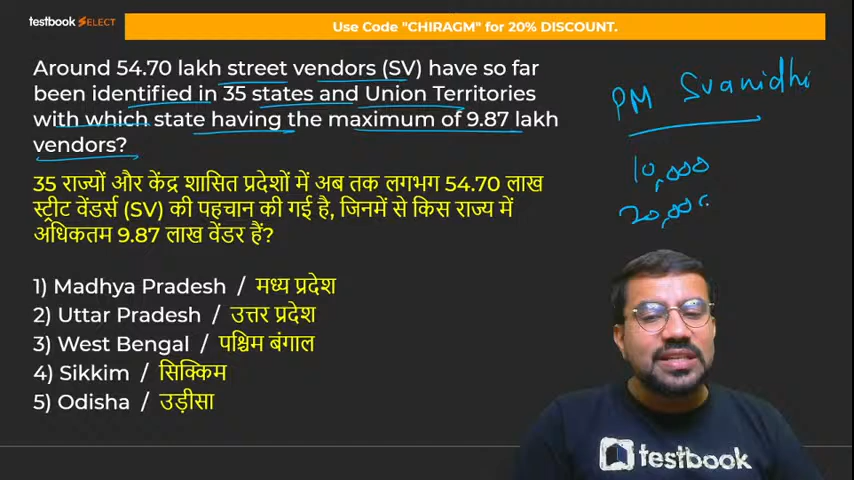 testbook SELECT
Use Code "CHIRAGM" for 20% DISCOUNT.
Around 54.70 lakh street vendors (SV) have so far
been identified in 35 states and Union Territories
with which state having the maximum of 9.87 lakh
vendors?
35 राज्यों और केंद्र शासित प्रदेशों में अब तक लगभग 54.70 लाख
स्ट्रीट वेंडर्स (SV) की पहचान की गई है, जिनमें से किस राज्य में
अधिकतम 9.87 लाख वेंडर हैं?
1) Madhya Pradesh / मध्य प्रदेश
2) Uttar Pradesh / उत्तर प्रदेश
3) West Bengal / पश्चिम बंगाल
4) Sikkim / सिक्किम
5) Odisha / उड़ीसा
PM Svanidhi
10,000
20,000
testbook